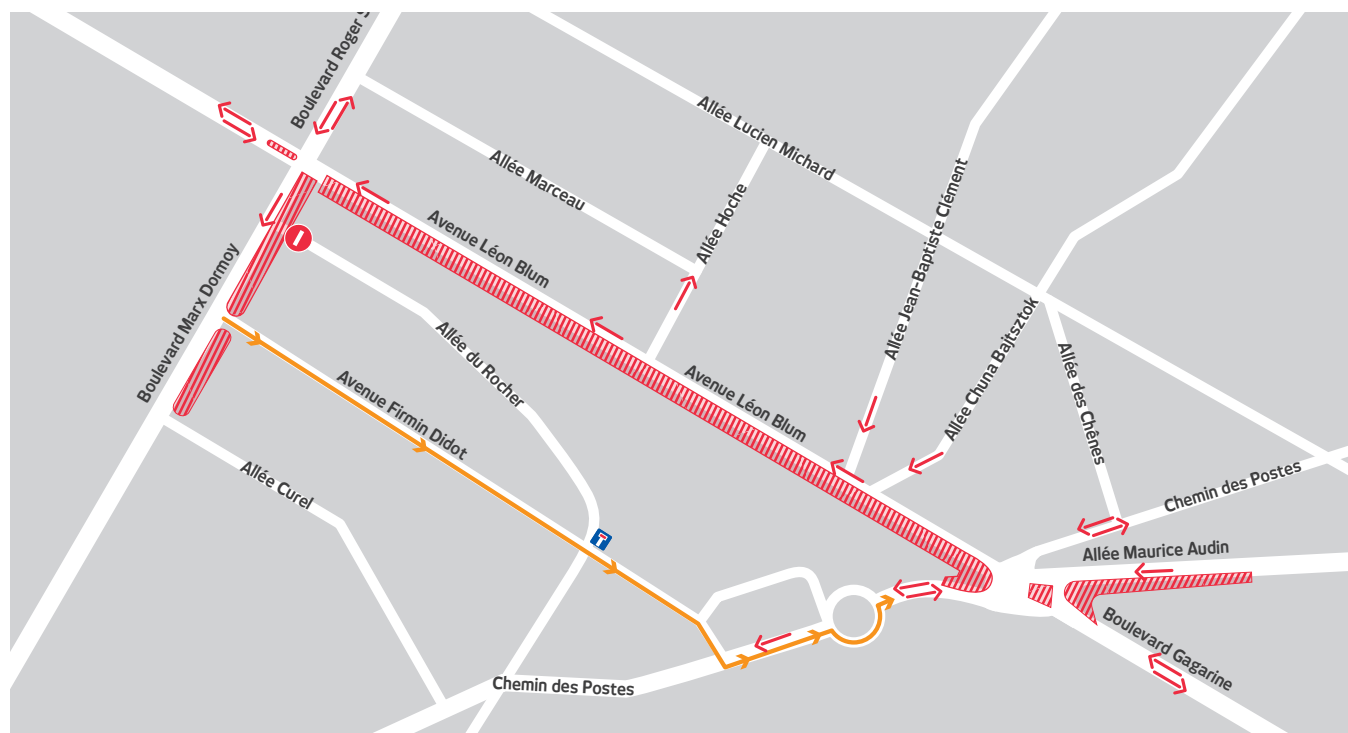 Boulevard Roger
Allée Lucien Michard
Allée Marceau
Allée Hoche
Avenue Léon Blum
Allée Jean-Baptiste Clément
Boulevard Marx Dormoy
Allée du Rocher
Allée Chuna Bajtsztok
Allée des Chênes
Avenue Firmin Didot
Avenue Léon Blum
Allée Curel
Chemin des Postes
Allée Maurice Audin
Boulevard Gagarine
Chemin des Postes